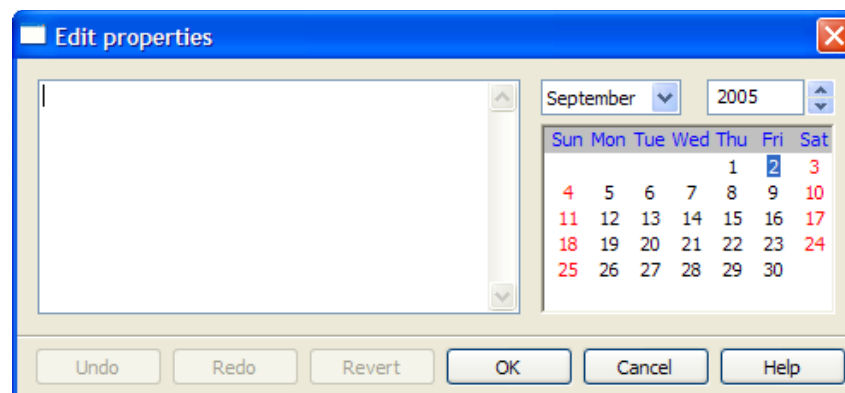 Edit properties
September 2005
Sun Mon Tue Wed Thu Fri Sat
1 2 3
4 5 6 7 8 9 10
11 12 13 14 15 16 17
18 19 20 21 22 23 24
25 26 27 28 29 30
Undo Redo Revert OK Cancel Help